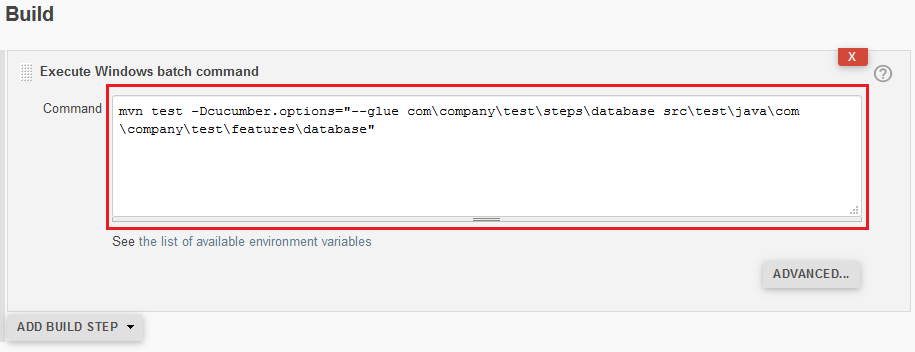 Build
X
Execute Windows batch command
Command
mvn test -Dcucumber.options="--glue com\company\test\steps\database src\test\java\com
\company\test\features\database"
See the list of available environment variables
ADVANCED...
ADD BUILD STEP